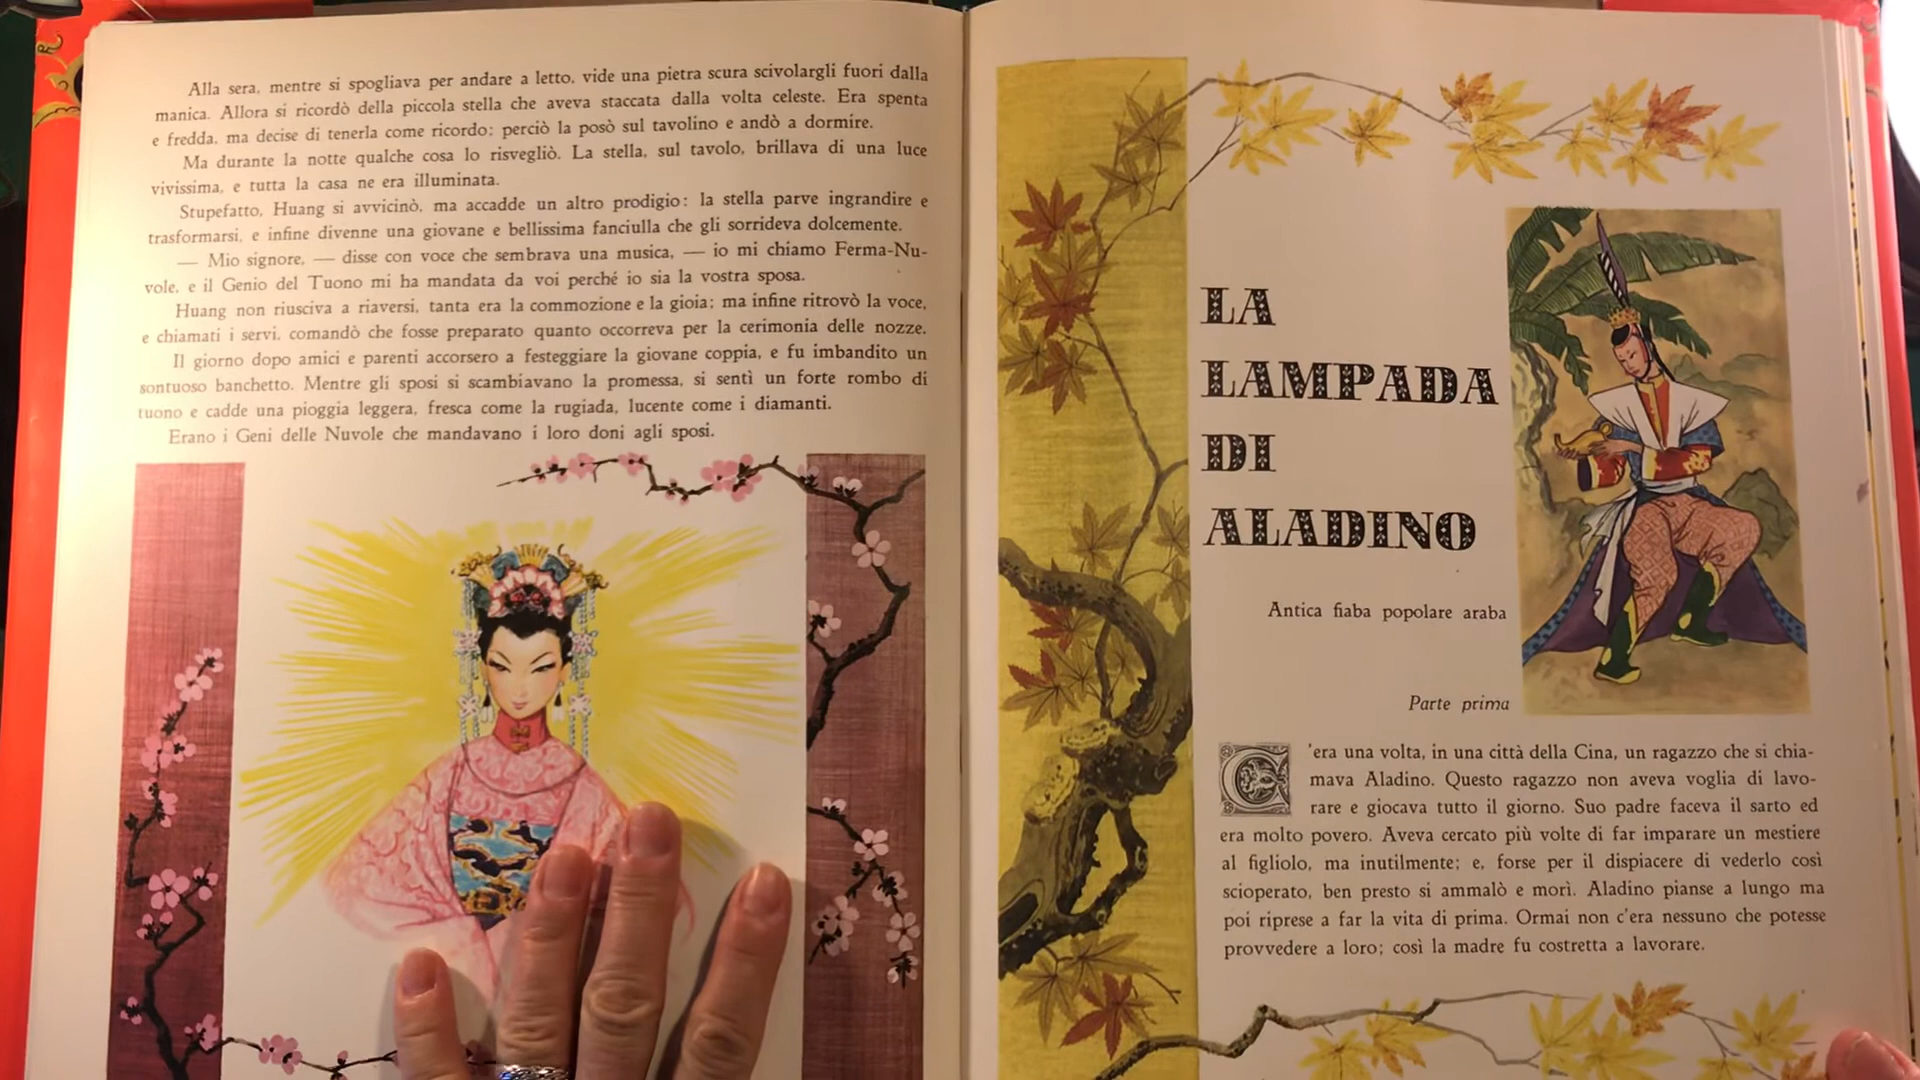 Alla sera, mentre si spogliava per andare a letto, vide una pietra scura scivolargli fuori dalla
manica. Allora si ricordò della piccola stella che aveva staccata dalla volta celeste. Era spenta
e fredda, ma decise di tenerla come ricordo; perciò la posò sul tavolino e andò a dormire.
Ma durante la notte qualche cosa lo risvegliò. La stella, sul tavolo, brillava di una luce
vivissima, e tutta la casa ne era illuminata.
Stupefatto, Huang si avvicinò, ma accadde un altro prodigio: la stella parve ingrandire e
trasformarsi, e infine divenne una giovane e bellissima fanciulla che gli sorrideva dolcemente.
— Mio signore, — disse con voce che sembrava una musica, — io mi chiamo Ferma-Nu-
vole, e il Genio del Tuono mi ha mandata da voi perché io sia la vostra sposa.
Huang non riusciva a riaversi, tanta era la commozione e la gioia; ma infine ritrovò la voce,
e chiamati i servi, comandò che fosse preparato quanto occorreva per la cerimonia delle nozze.
Il giorno dopo amici e parenti accorsero a festeggiare la giovane coppia, e fu imbandito un
sontuoso banchetto. Mentre gli sposi si scambiavano la promessa, si sentì un forte rombo di
tuono e cadde una pioggia leggera, fresca come la rugiada, lucente come i diamanti.
Erano i Geni delle Nuvole che mandavano i loro doni agli sposi.
LA
LAMPADA
DI
ALADINO
Antica fiaba popolare araba
Parte prima
C'era una volta, in una città della Cina, un ragazzo che si chia-
mava Aladino. Questo ragazzo non aveva voglia di lavo-
rare e giocava tutto il giorno. Suo padre faceva il sarto ed
era molto povero. Aveva cercato più volte di far imparare un mestiere
al figliolo, ma inutilmente; e, forse per il dispiacere di vederlo così
scioperato, ben presto si ammalò e morì. Aladino pianse a lungo ma
poi riprese a far la vita di prima. Ormai non c'era nessuno che potesse
provvedere a loro; così la madre fu costretta a lavorare.